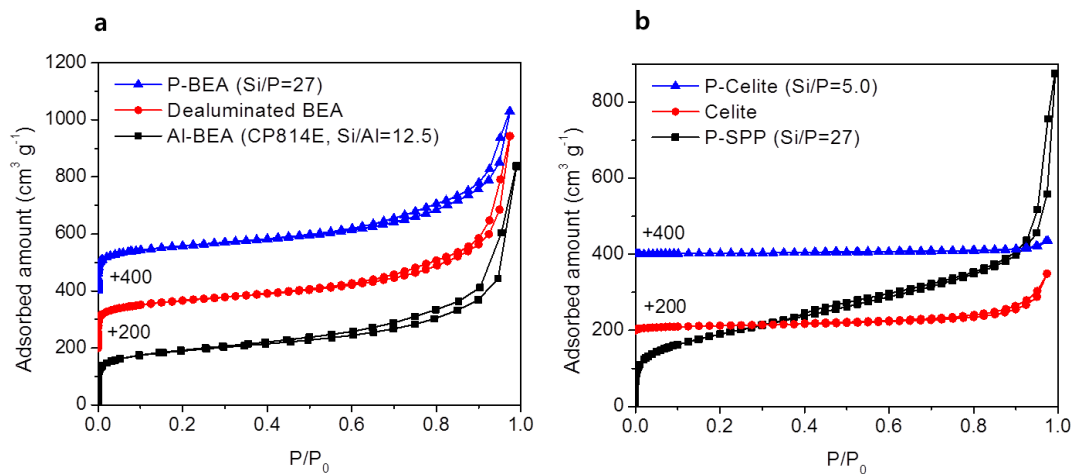 a
1200
1000
800
600
400
200
0
Adsorbed amount (cm³ g⁻¹)
P-BEA (Si/P=27)
Dealuminated BEA
Al-BEA (CP814E, Si/Al=12.5)
+400
+200
0.0 0.2 0.4 0.6 0.8 1.0
P/P₀
b
800
600
400
200
0
Adsorbed amount (cm³ g⁻¹)
P-Celite (Si/P=5.0)
Celite
P-SPP (Si/P=27)
+400
+200
0.0 0.2 0.4 0.6 0.8 1.0
P/P₀